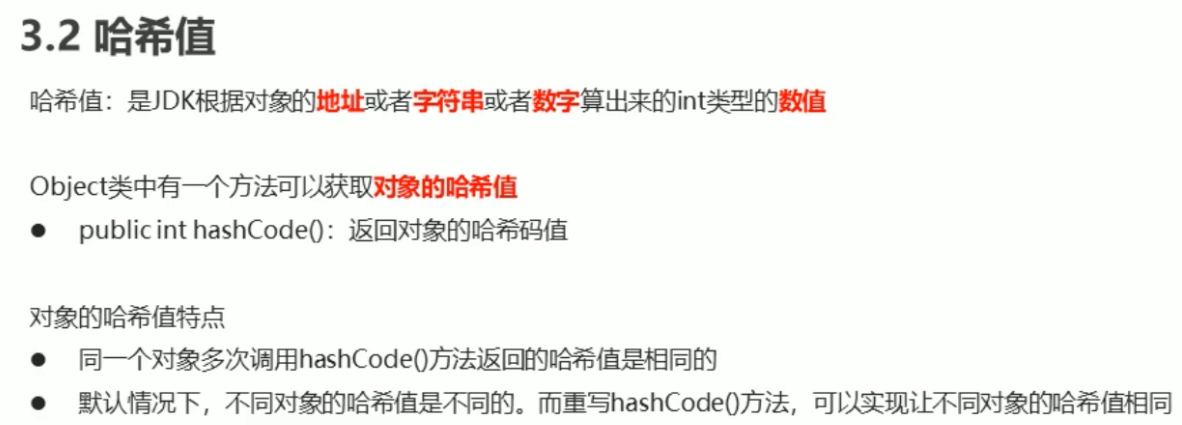 3.2 哈希值
哈希值：是JDK根据对象的地址或者字符串或者数字算出来的int类型的数值
Object类中有一个方法可以获取对象的哈希值
● public int hashCode()：返回对象的哈希码值
对象的哈希值特点
● 同一个对象多次调用hashCode()方法返回的哈希值是相同的
● 默认情况下，不同对象的哈希值是不同的。而重写hashCode()方法，可以实现让不同对象的哈希值相同